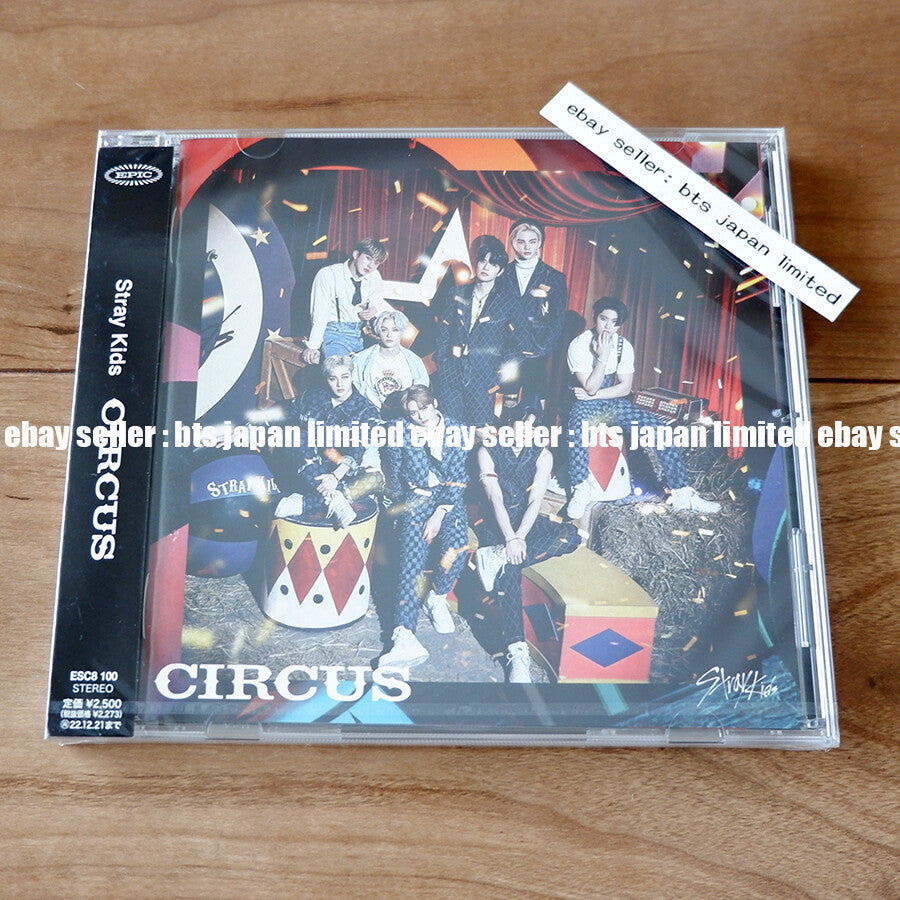 EPIC
Stray Kids CIRCUS
ESC8 100
STEREO
定価 ¥2,500
(税抜価格 ¥2,273)
22.12.21まで
ebay seller: bts japan limited
ebay seller : bts japan limited ebay seller : bts japan limited ebay s
STRAY KIDS
CIRCUS
Stray Kids